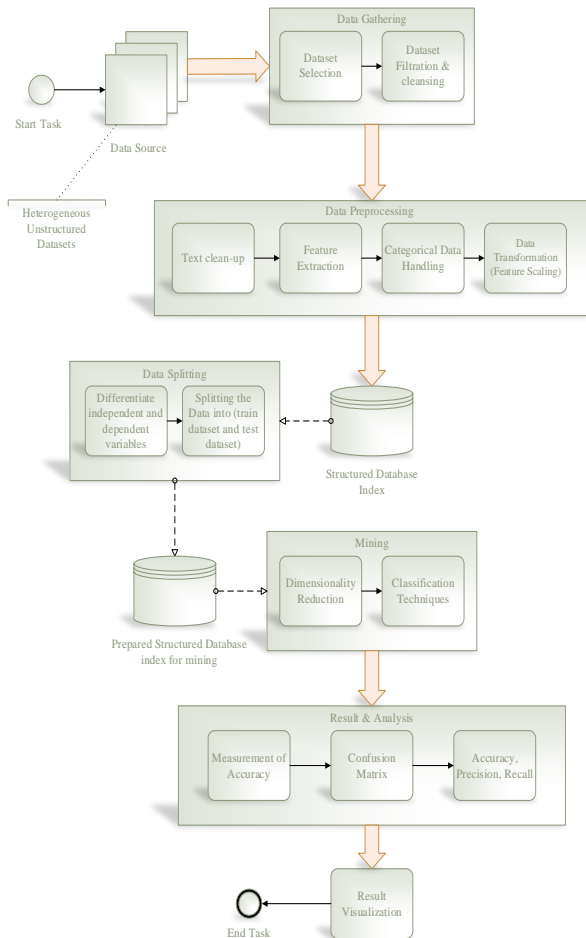 Data Gathering
Dataset
Selection
Dataset
Filtration &
cleansing
Start Task
Data Source
Heterogeneous
Unstructured
Datasets
Data Preprocessing
Text clean-up
Feature
Extraction
Categorical Data
Handling
Data
Transformation
(Feature Scaling)
Data Splitting
Differentiate
independent and
dependent
variables
Splitting the
Data into (train
dataset and test
dataset)
Structured Database
Index
Mining
Dimensionality
Reduction
Classification
Techniques
Prepared Structured Database
index for mining
Result & Analysis
Measurement of
Accuracy
Confusion
Matrix
Accuracy,
Precision, Recall
Result
Visualization
End Task